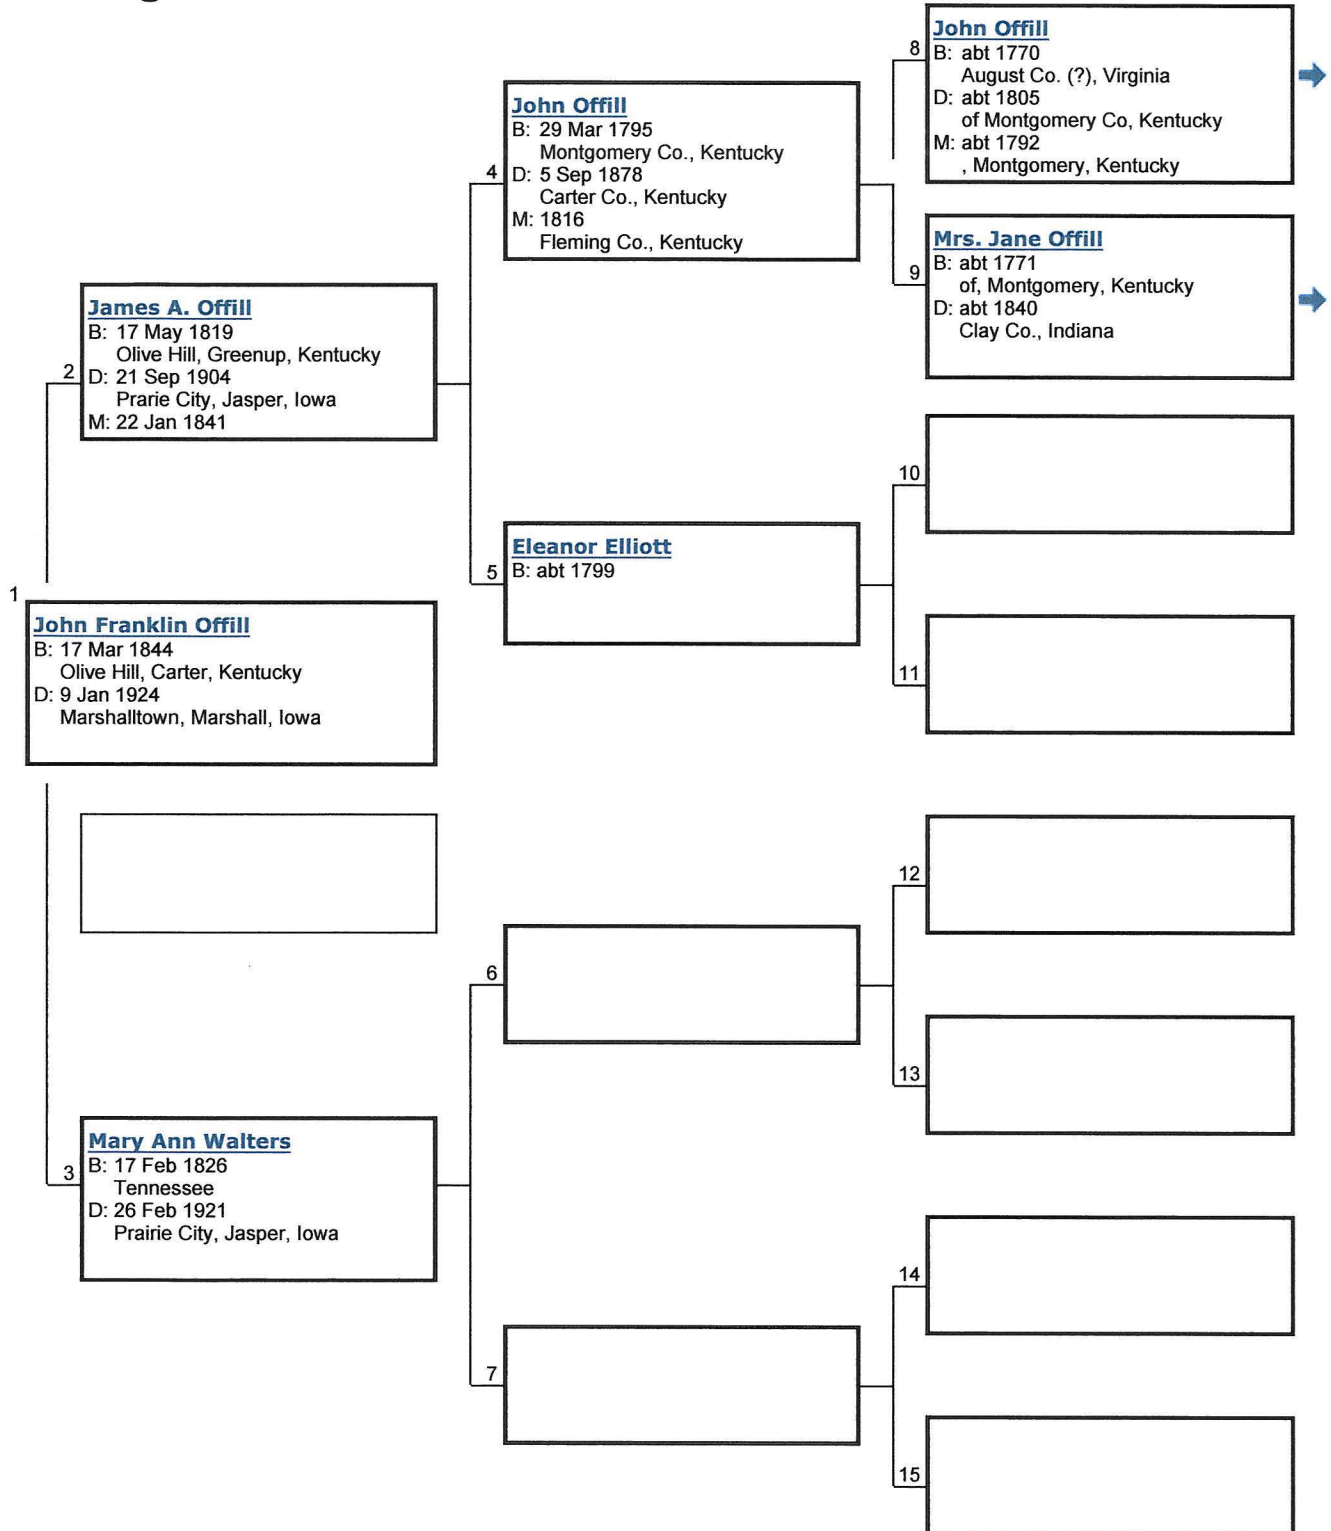 8
John Offill
B: abt 1770
August Co. (?), Virginia
D: abt 1805
of Montgomery Co, Kentucky
M: abt 1792
, Montgomery, Kentucky
4
John Offill
B: 29 Mar 1795
Montgomery Co., Kentucky
D: 5 Sep 1878
Carter Co., Kentucky
M: 1816
Fleming Co., Kentucky
9
Mrs. Jane Offill
B: abt 1771
of, Montgomery, Kentucky
D: abt 1840
Clay Co., Indiana
2
James A. Offill
B: 17 May 1819
Olive Hill, Greenup, Kentucky
D: 21 Sep 1904
Prarie City, Jasper, Iowa
M: 22 Jan 1841
10
5
Eleanor Elliott
B: abt 1799
11
1
John Franklin Offill
B: 17 Mar 1844
Olive Hill, Carter, Kentucky
D: 9 Jan 1924
Marshalltown, Marshall, Iowa
12
6
13
3
Mary Ann Walters
B: 17 Feb 1826
Tennessee
D: 26 Feb 1921
Prairie City, Jasper, Iowa
14
7
15